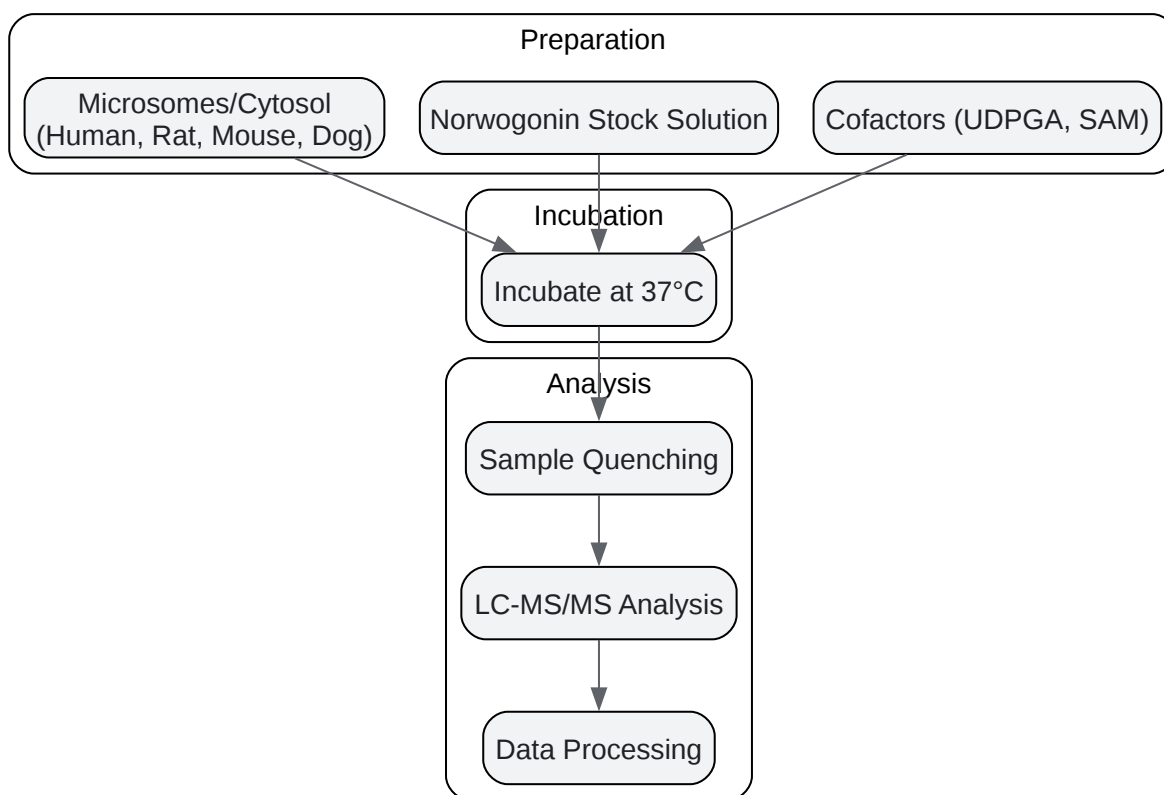 Preparation
Microsomes/Cytosol
(Human, Rat, Mouse, Dog)
Norwogonin Stock Solution
Cofactors (UDPGA, SAM)
Incubation
Incubate at 37°C
Analysis
Sample Quenching
LC-MS/MS Analysis
Data Processing